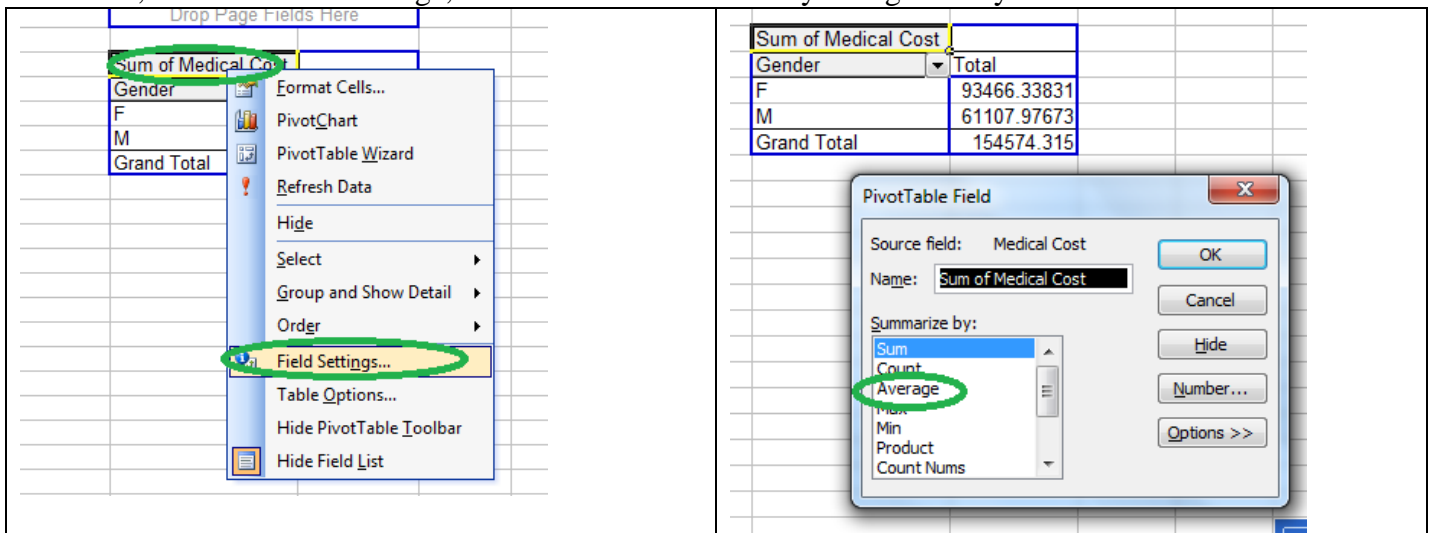 Drop Page Fields Here
Sum of Medical Cost
Gender
F
M
Grand Total
Format Cells...
PivotChart
PivotTable Wizard
Refresh Data
Hide
Select
Group and Show Detail
Order
Field Settings...
Table Options...
Hide PivotTable Toolbar
Hide Field List
Sum of Medical Cost
Gender Total
F 93466.33831
M 61107.97673
Grand Total 154574.315
PivotTable Field
Source field: Medical Cost
Name: Sum of Medical Cost
Summarize by:
Sum
Count
Average
Max
Min
Product
Count Nums
OK
Cancel
Hide
Number...
Options >>